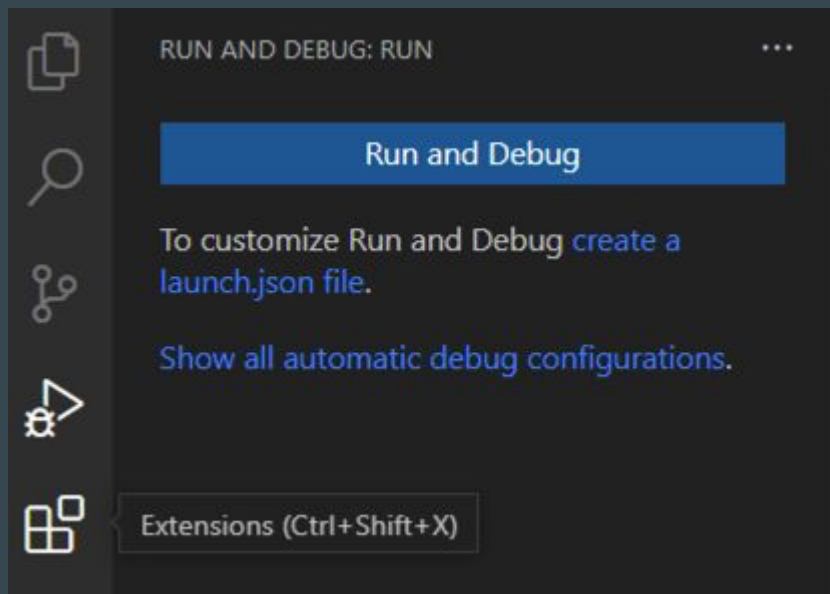 RUN AND DEBUG: RUN
Run and Debug
To customize Run and Debug create a
launch.json file.
Show all automatic debug configurations.
Extensions (Ctrl+Shift+X)